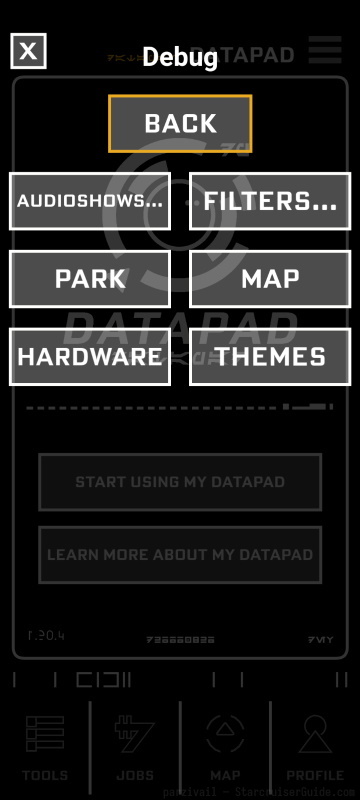 X
Debug
DATAPAD
BACK
AUDIOSHOWS...
FILTERS...
PARK
MAP
DATAPAD
HARDWARE
THEMES
START USING MY DATAPAD
LEARN MORE ABOUT MY DATAPAD
1.90.4
TOOLS
JOBS
MAP
PROFILE
parzival1 - StarcruiserGuide.com